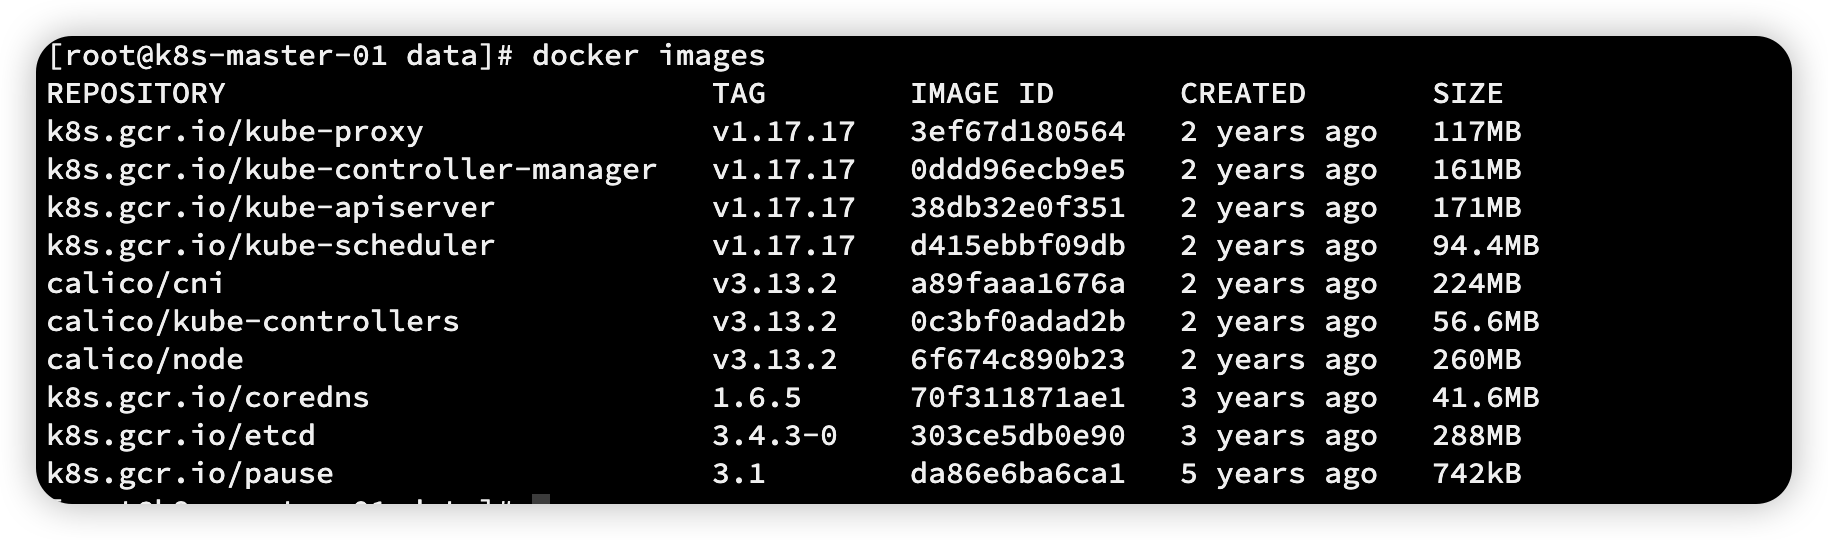 [root@k8s-master-01 data]# docker images
REPOSITORY TAG IMAGE ID CREATED SIZE
k8s.gcr.io/kube-proxy v1.17.17 3ef67d180564 2 years ago 117MB
k8s.gcr.io/kube-controller-manager v1.17.17 0ddd96ecb9e5 2 years ago 161MB
k8s.gcr.io/kube-apiserver v1.17.17 38db32e0f351 2 years ago 171MB
k8s.gcr.io/kube-scheduler v1.17.17 d415ebbf09db 2 years ago 94.4MB
calico/cni v3.13.2 a89faaa1676a 2 years ago 224MB
calico/kube-controllers v3.13.2 0c3bf0adad2b 2 years ago 56.6MB
calico/node v3.13.2 6f674c890b23 2 years ago 260MB
k8s.gcr.io/coredns 1.6.5 70f311871ae1 3 years ago 41.6MB
k8s.gcr.io/etcd 3.4.3-0 303ce5db0e90 3 years ago 288MB
k8s.gcr.io/pause 3.1 da86e6ba6ca1 5 years ago 742kB